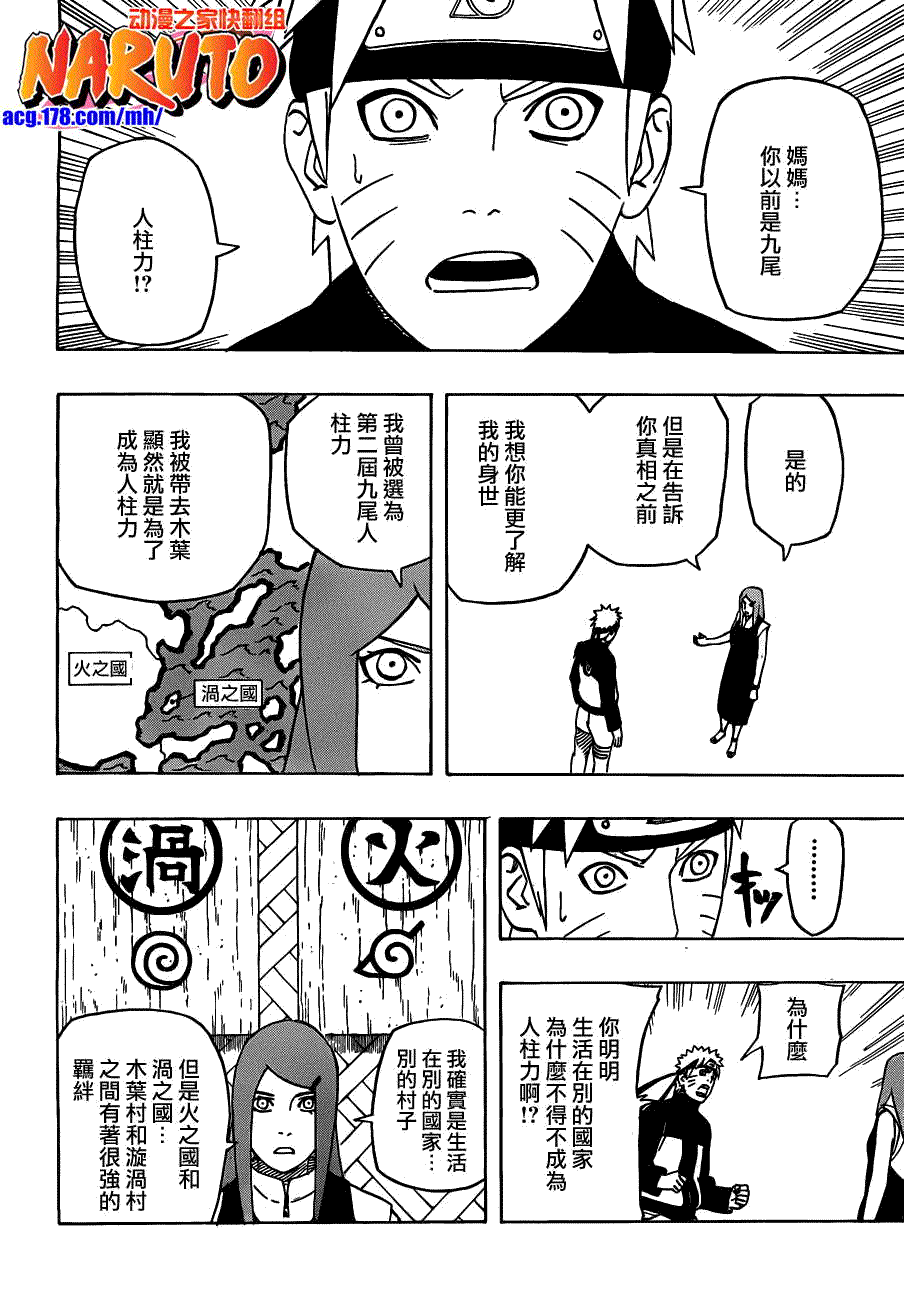 动漫之家快翻组
NARUTO
acg.178.com/mh/
媽媽…
你以前是九尾
人柱力!?
是的
但是在告訴
你真相之前
我想你能更了解
我的身世
我曾被選為
第二屆九尾人
柱力
我被帶去木葉
顯然就是為了
成為人柱力
火之國
渦之國
………
キッ
為什麼
你明明
生活在別的國家
為什麼不得不成為
人柱力啊!?
火
渦
我確實是生活
在別的國家…
別的村子
但是火之國和
渦之國…
木葉村和漩渦村
之間有著很強的
羈絆